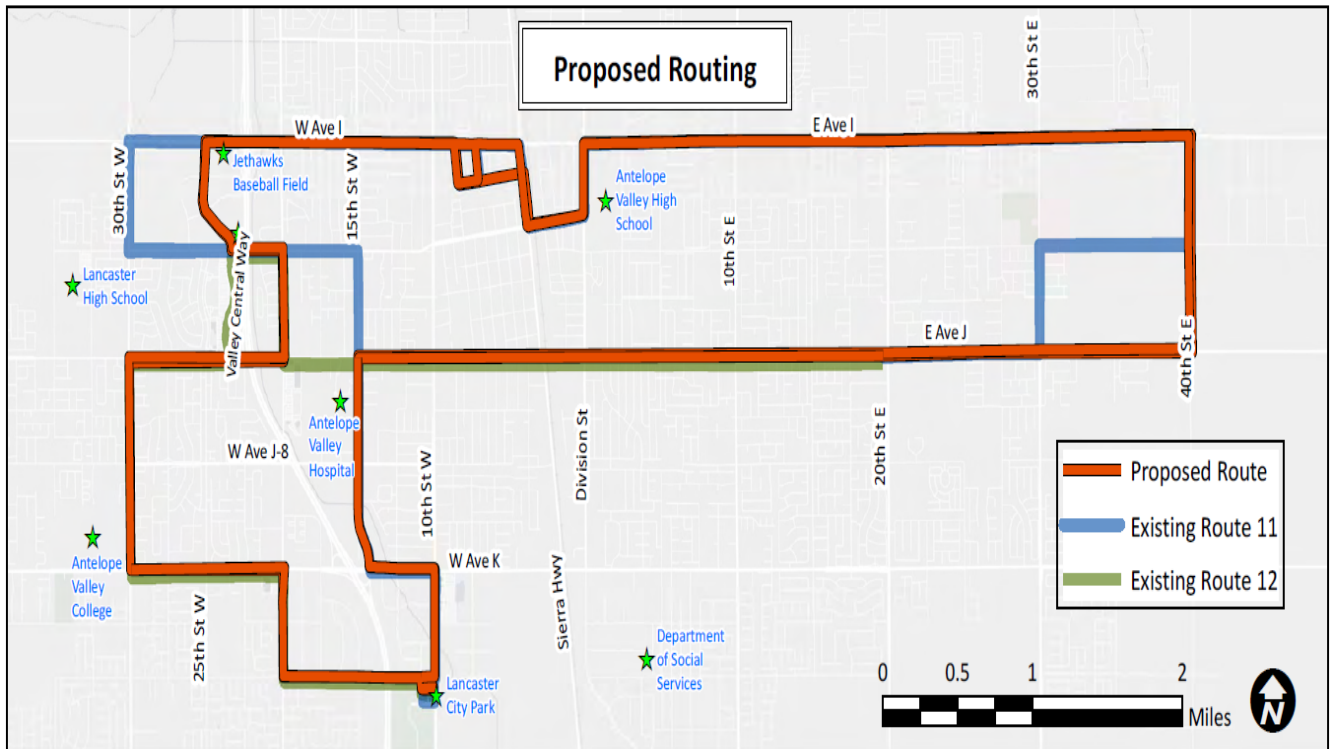 Proposed Routing
30th St E
W Ave I
E Ave I
Jethawks
Baseball Field
30th St W
15th St W
Antelope
Valley High
School
10th St E
Lancaster
High School
Valley Central Way
E Ave J
40th St E
Antelope
Valley
Hospital
W Ave J-8
10th St W
Division St
20th St E
Proposed Route
Existing Route 11
Existing Route 12
Antelope
Valley
College
W Ave K
25th St W
Sierra Hwy
Department
of Social
Services
Lancaster
City Park
0 0.5 1 2
Miles
N